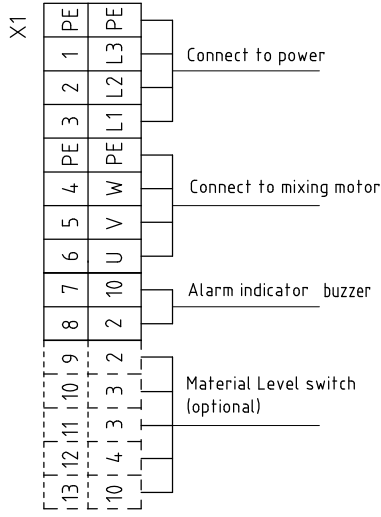 X1
PE PE
1 L3
2 L2
3 L1
Connect to power
PE PE
4 W
5 V
6 U
Connect to mixing motor
7 10
8 2
Alarm indicator buzzer
9 2
10 3
11 3
12 4
13 10
Material Level switch
(optional)